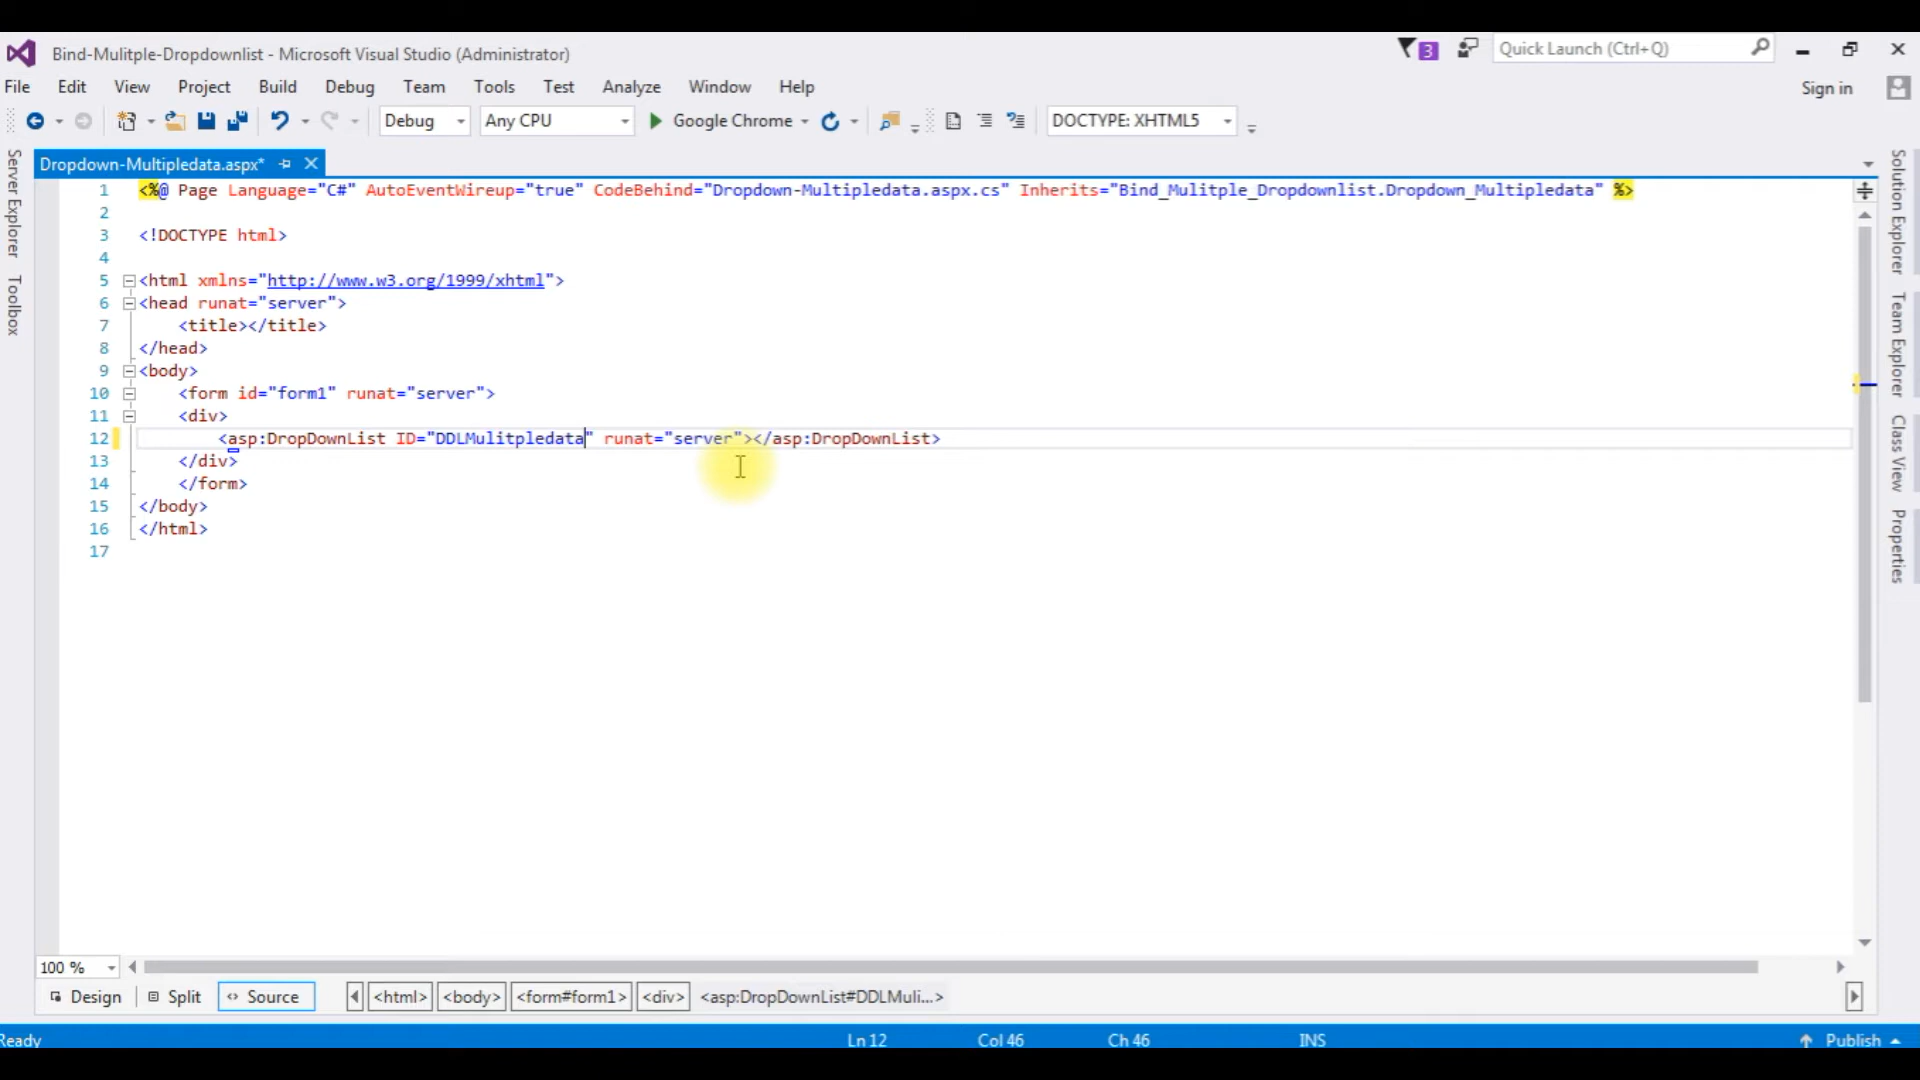 Bind-Mulitple-Dropdownlist - Microsoft Visual Studio (Administrator)
3
Quick Launch (Ctrl+Q)
File Edit View Project Build Debug Team Tools Test Analyze Window Help
Sign in
Debug Any CPU Google Chrome DOCTYPE: XHTML5
Dropdown-Multipledata.aspx*
Server Explorer
Toolbox
Solution Explorer
Team Explorer
Class View
Properties
1 <%@ Page Language="C#" AutoEventWireup="true" CodeBehind="Dropdown-Multipledata.aspx.cs" Inherits="Bind_Mulitple_Dropdownlist.Dropdown_Multipledata" %>
2
3 <!DOCTYPE html>
4
5 <html xmlns="http://www.w3.org/1999/xhtml">
6 <head runat="server">
7 <title></title>
8 </head>
9 <body>
10 <form id="form1" runat="server">
11 <div>
12 <asp:DropDownList ID="DDLMulitpledata" runat="server"></asp:DropDownList>
13 </div>
14 </form>
15 </body>
16 </html>
17
100 %
Design Split Source <html> <body> <form#form1> <div> <asp:DropDownList#DDLMuli...>
Ready Ln 12 Col 46 Ch 46 INS Publish